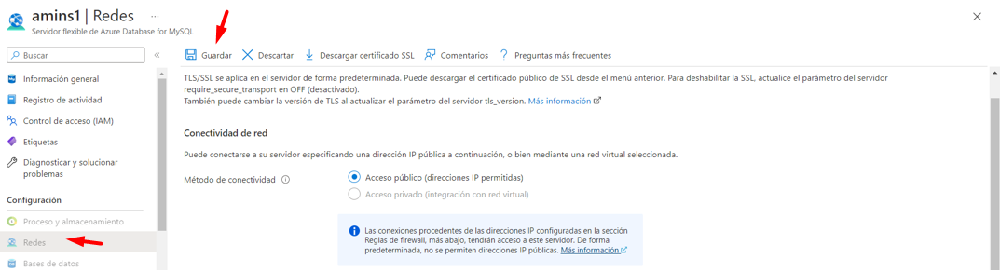 amins1 | Redes ...
Servidor flexible de Azure Database for MySQL
Buscar
Información general
Registro de actividad
Control de acceso (IAM)
Etiquetas
Diagnosticar y solucionar
problemas
Configuración
Proceso y almacenamiento
Redes
Bases de datos
Guardar Descartar Descargar certificado SSL Comentarios Preguntas más frecuentes
TLS/SSL se aplica en el servidor de forma predeterminada. Puede descargar el certificado público de SSL desde el menú anterior. Para deshabilitar la SSL, actualice el parámetro del servidor
require_secure_transport en OFF (desactivado).
También puede cambiar la versión de TLS al actualizar el parámetro del servidor tls_version. Más información
Conectividad de red
Puede conectarse a su servidor especificando una dirección IP pública a continuación, o bien mediante una red virtual seleccionada.
Método de conectividad
Acceso público (direcciones IP permitidas)
Acceso privado (integración con red virtual)
Las conexiones procedentes de las direcciones IP configuradas en la sección
Reglas de firewall, más abajo, tendrán acceso a este servidor. De forma
predeterminada, no se permiten direcciones IP públicas. Más información